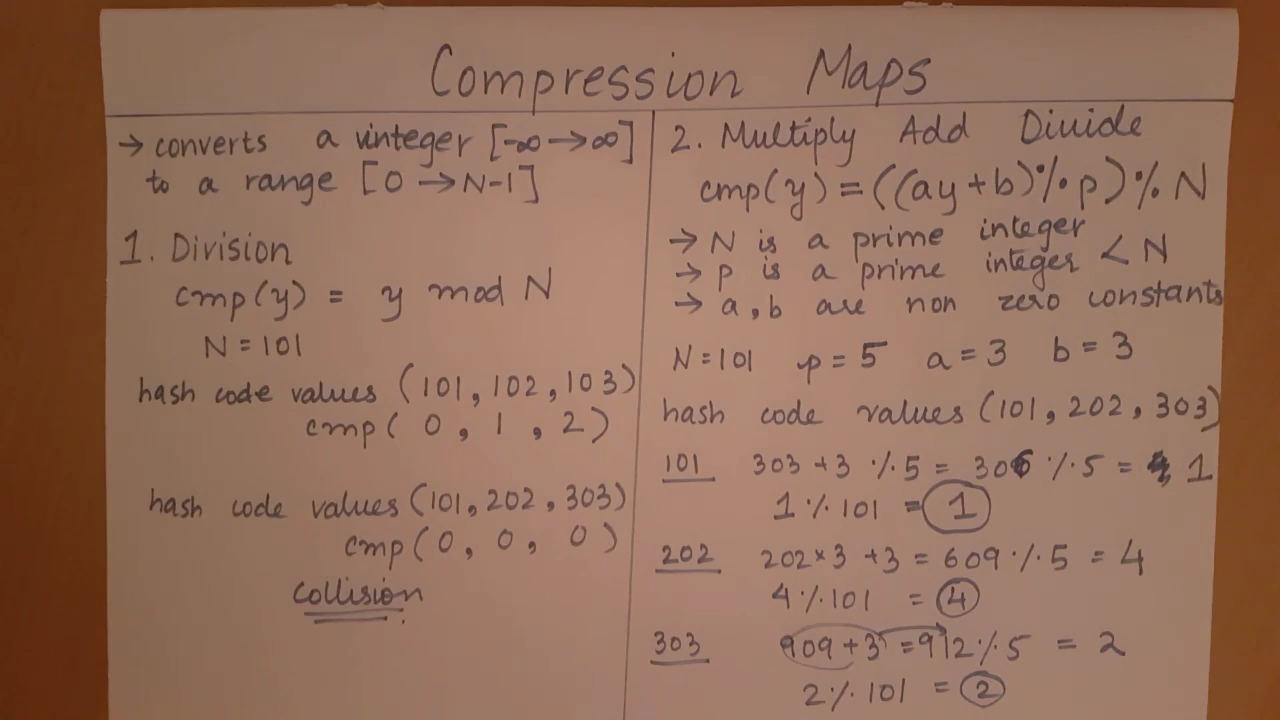 Compression Maps
→ converts a integer [-∞ → ∞]
to a range [0 → N-1]
1. Division
cmp(y) = y mod N
N = 101
hash code values (101, 102, 103)
cmp( 0, 1, 2)
hash code values (101, 202, 303)
cmp(0, 0, 0)
Collision
2. Multiply Add Divide
cmp(y) = ((ay+b)% p)% N
→ N is a prime integer
→ p is a prime integer < N
→ a, b are non zero constants
N = 101 p = 5 a = 3 b = 3
hash code values (101, 202, 303)
101 303 + 3 % 5 = 306 % 5 = 1
1 % 101 = 1
202 202 × 3 + 3 = 609 % 5 = 4
4 % 101 = 4
303 909 + 3 = 912 % 5 = 2
2 % 101 = 2